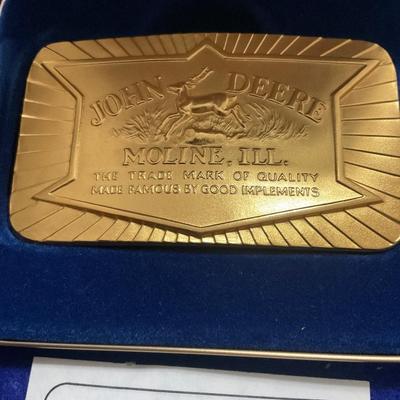 JOHN DEERE
MOLINE, ILL.
THE TRADE MARK OF QUALITY
MADE FAMOUS BY GOOD IMPLEMENTS